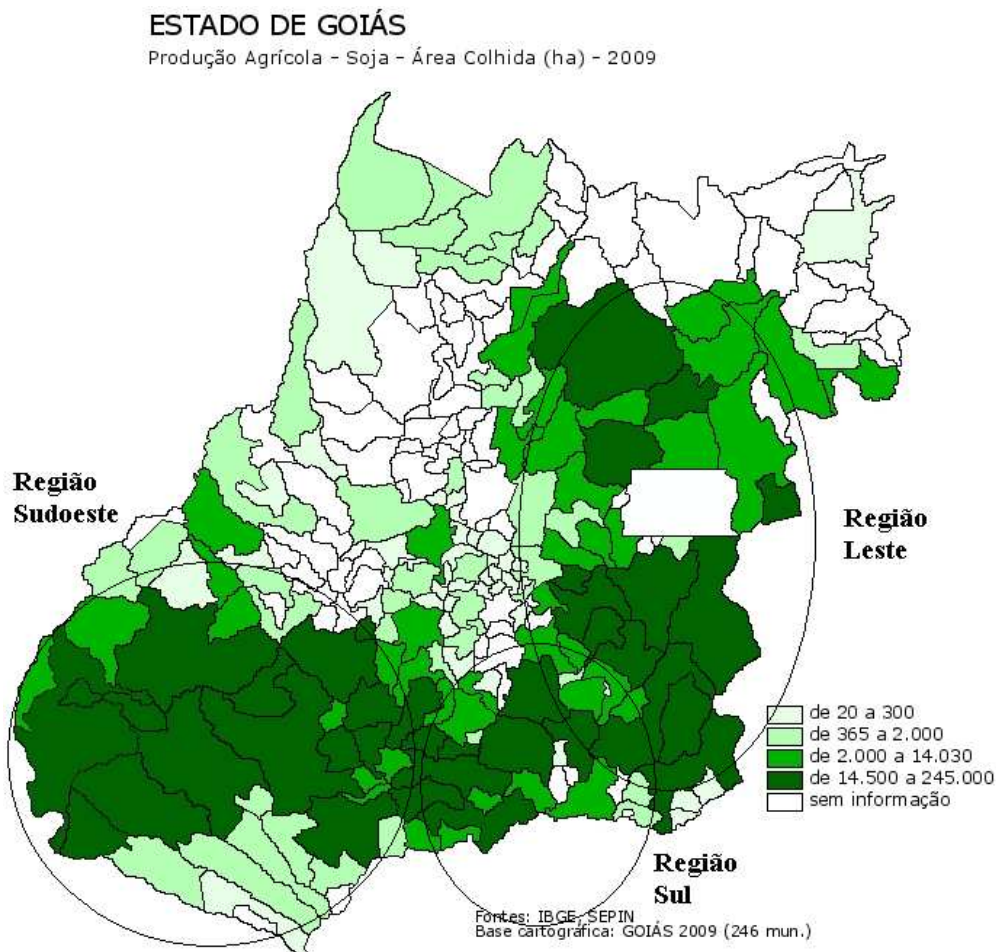 ESTADO DE GOIÁS
Produção Agrícola - Soja - Área Colhida (ha) - 2009
Região
Sudoeste
Região
Leste
de 20 a 300
de 365 a 2.000
de 2.000 a 14.030
de 14.500 a 245.000
sem informação
Região
Sul
Fontes: IBGE, SEPIN
Base cartográfica: GOIÁS 2009 (246 mun.)